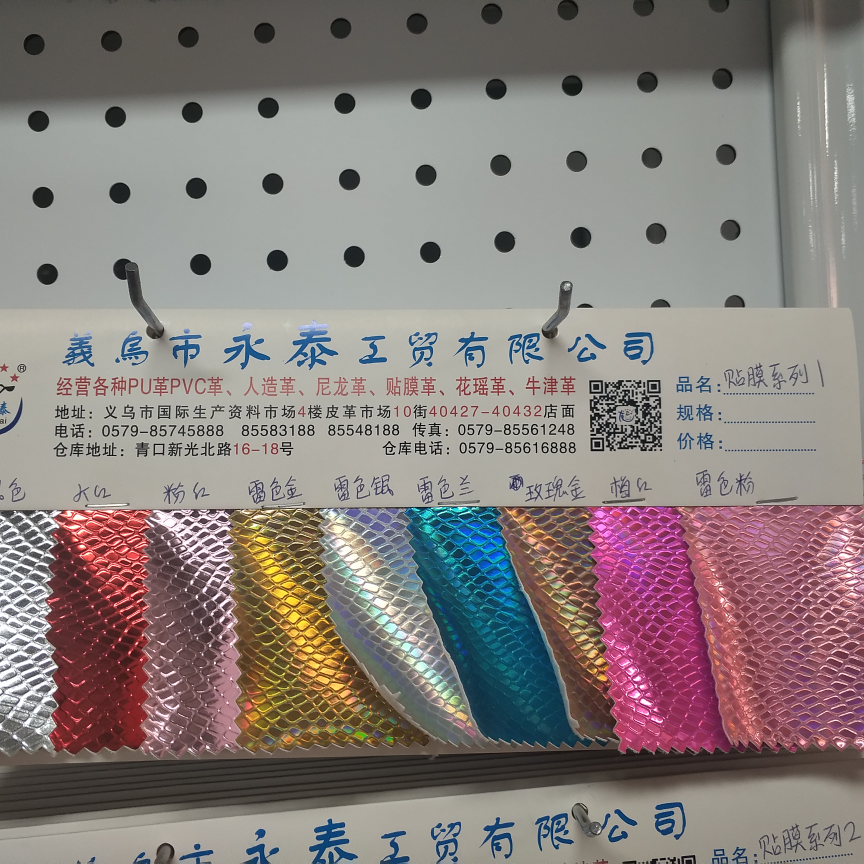 義烏市永泰工贸有限公司
®
经营各种PU革PVC革、人造革、尼龙革、贴膜革、花瑶革、牛津革
地址：义乌市国际生产资料市场4楼皮革市场10街40427-40432店面
电话：0579-85745888 85583188 85548188 传真：0579-85561248
仓库地址：青口新光北路16-18号 仓库电话：0579-85616888
品名：贴膜系列1
规格：
价格：
色 大红 粉红 雷色金 雷色银 雷色兰 玫瑰金 雷色粉
永泰工贸有限公司
品名：贴膜系列2